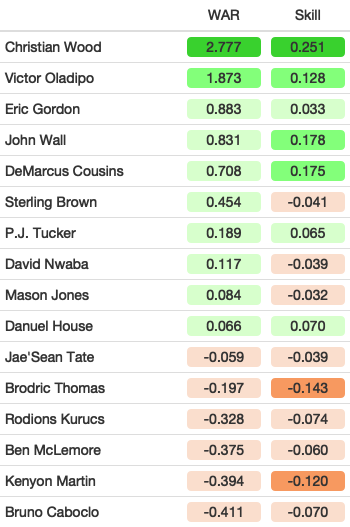 WAR Skill
Christian Wood 2.777 0.251
Victor Oladipo 1.873 0.128
Eric Gordon 0.883 0.033
John Wall 0.831 0.178
DeMarcus Cousins 0.708 0.175
Sterling Brown 0.454 -0.041
P.J. Tucker 0.189 0.065
David Nwaba 0.117 -0.039
Mason Jones 0.084 -0.032
Danuel House 0.066 0.070
Jae'Sean Tate -0.059 -0.039
Brodric Thomas -0.197 -0.143
Rodions Kurucs -0.328 -0.074
Ben McLemore -0.375 -0.060
Kenyon Martin -0.394 -0.120
Bruno Caboclo -0.411 -0.070